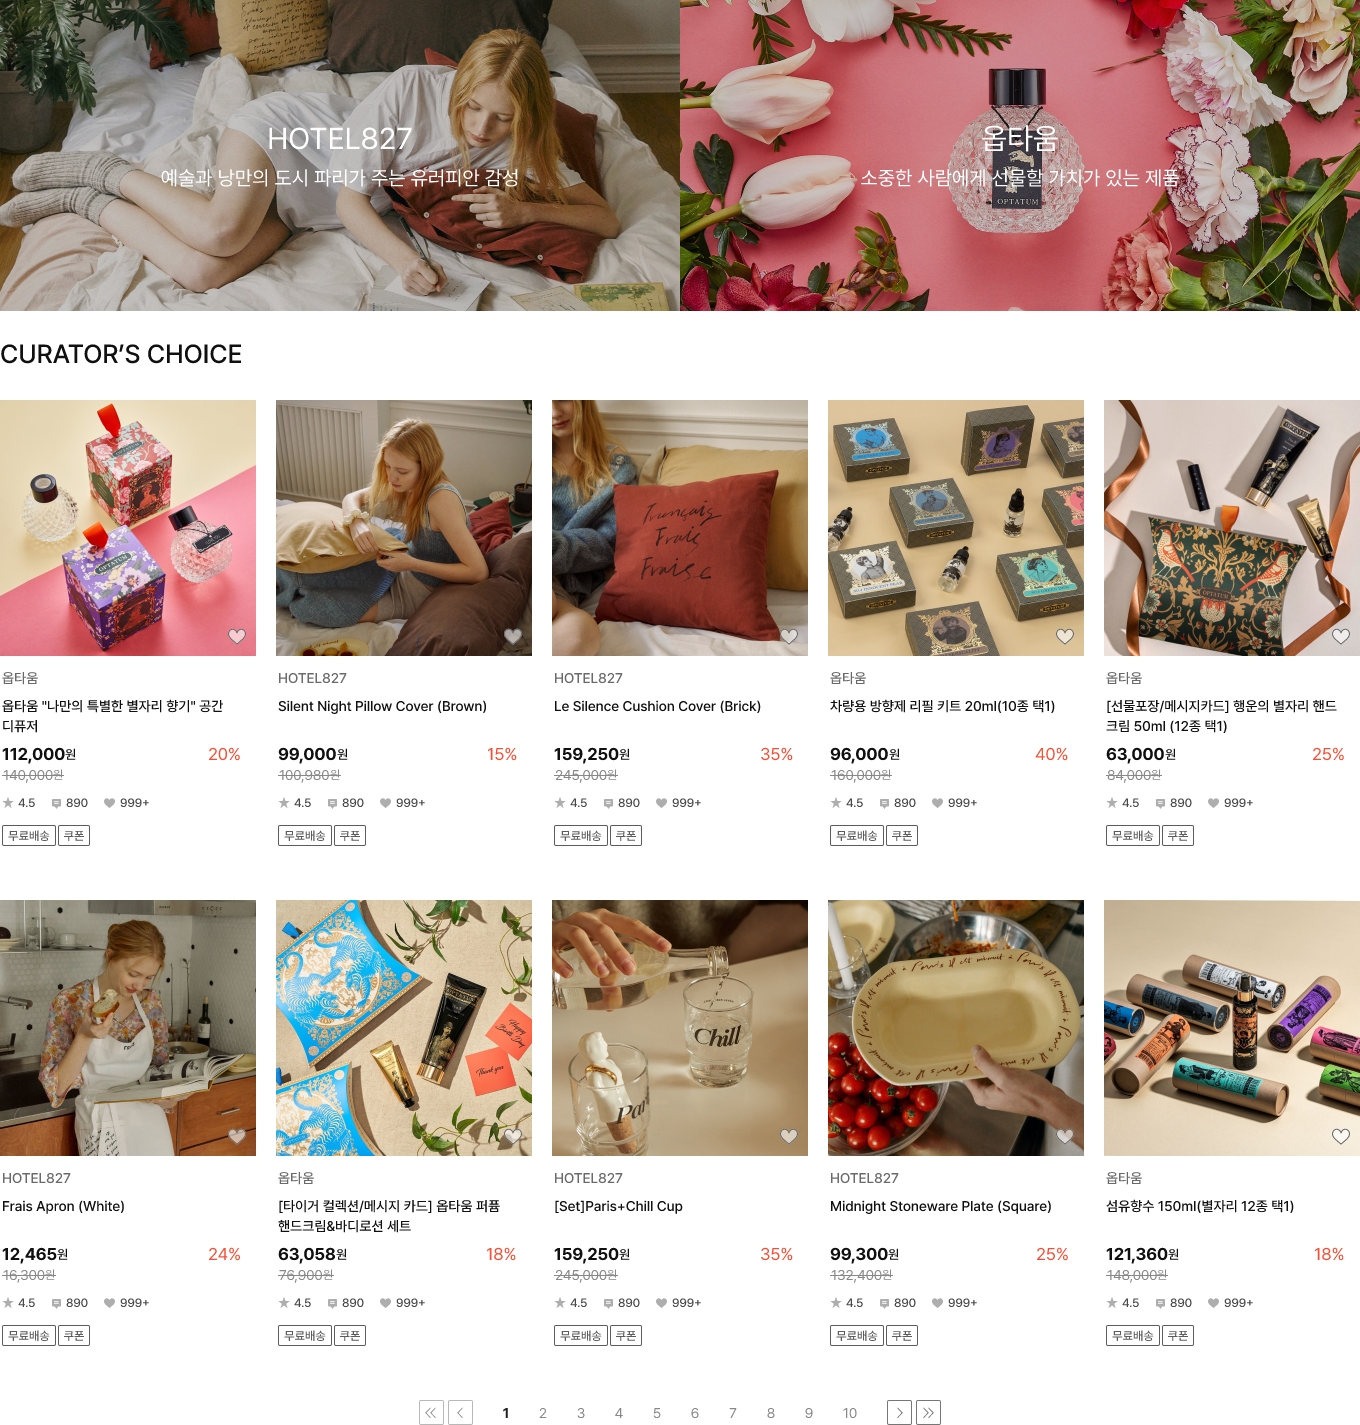 HOTEL827
예술과 낭만의 도시 파리가 주는 유러피안 감성
옵타움
소중한 사람에게 선물할 가치가 있는 제품
OPTATUM
CURATOR'S CHOICE
OPTATUM
Français
Frais
Fraise
OPTATUM
OPTATUM
옵타움
옵타움 "나만의 특별한 별자리 향기" 공간
디퓨저
112,000원 20%
140,000원
4.5 890 999+
무료배송 쿠폰
HOTEL827
Silent Night Pillow Cover (Brown)
99,000원 15%
100,980원
4.5 890 999+
무료배송 쿠폰
HOTEL827
Le Silence Cushion Cover (Brick)
159,250원 35%
245,000원
4.5 890 999+
무료배송 쿠폰
옵타움
차량용 방향제 리필 키트 20ml(10종 택1)
96,000원 40%
160,000원
4.5 890 999+
무료배송 쿠폰
옵타움
[선물포장/메시지카드] 행운의 별자리 핸드
크림 50ml (12종 택1)
63,000원 25%
84,000원
4.5 890 999+
무료배송 쿠폰
OPTATUM
Happy
Birth Day
Thank you
Chill
Pari
HOTEL827
Frais Apron (White)
12,465원 24%
16,300원
4.5 890 999+
무료배송 쿠폰
옵타움
[타이거 컬렉션/메시지 카드] 옵타움 퍼퓸
핸드크림&바디로션 세트
63,058원 18%
76,900원
4.5 890 999+
무료배송 쿠폰
HOTEL827
[Set]Paris+Chill Cup
159,250원 35%
245,000원
4.5 890 999+
무료배송 쿠폰
HOTEL827
Midnight Stoneware Plate (Square)
99,300원 25%
132,400원
4.5 890 999+
무료배송 쿠폰
옵타움
섬유향수 150ml(별자리 12종 택1)
121,360원 18%
148,000원
4.5 890 999+
무료배송 쿠폰
1 2 3 4 5 6 7 8 9 10